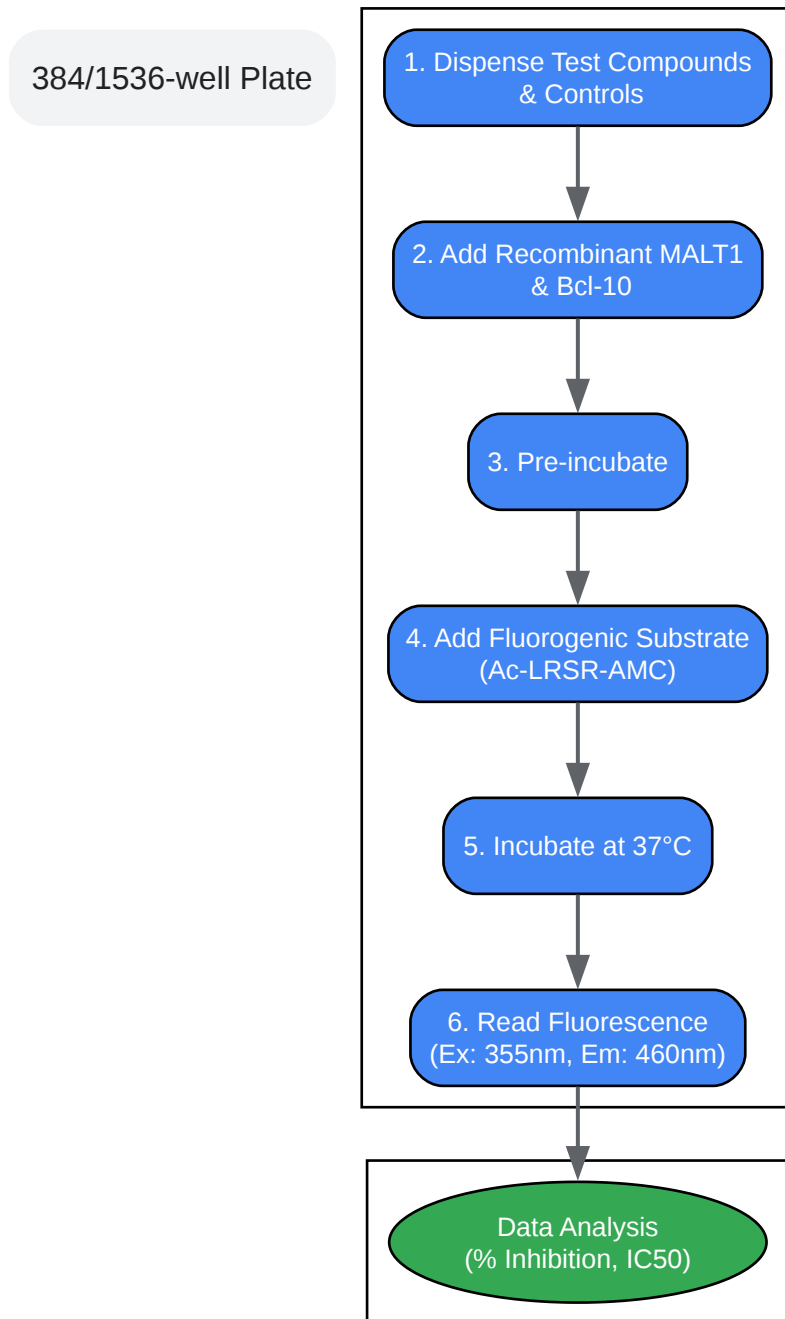 384/1536-well Plate
1. Dispense Test Compounds
& Controls
2. Add Recombinant MALT1
& Bcl-10
3. Pre-incubate
4. Add Fluorogenic Substrate
(Ac-LRSR-AMC)
5. Incubate at 37°C
6. Read Fluorescence
(Ex: 355nm, Em: 460nm)
Data Analysis
(% Inhibition, IC50)